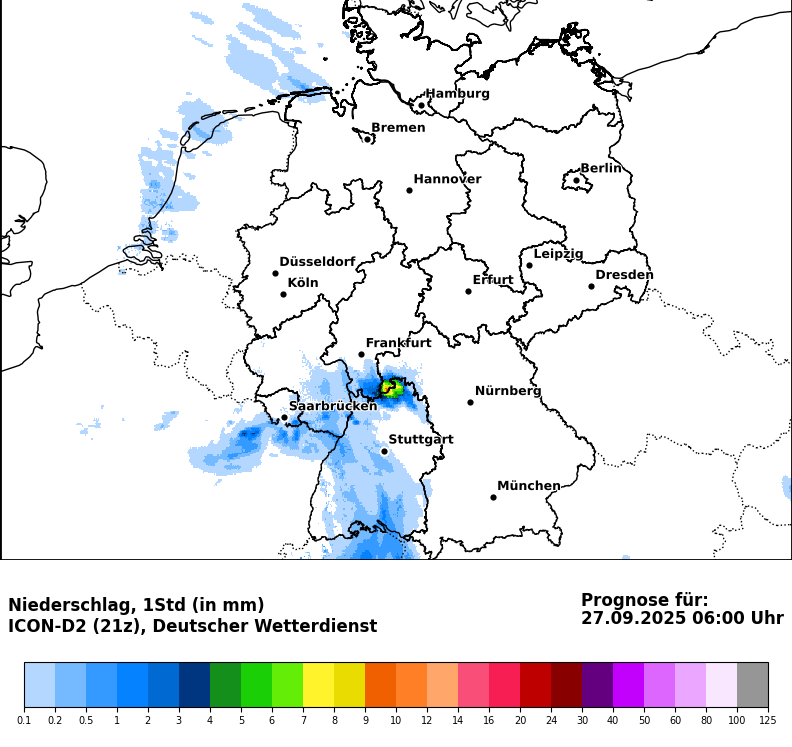 Hamburg
Bremen
Berlin
Hannover
Düsseldorf
Leipzig
Köln
Erfurt
Dresden
Frankfurt
Nürnberg
Saarbrücken
Stuttgart
München
Niederschlag, 1Std (in mm)
ICON-D2 (21z), Deutscher Wetterdienst
Prognose für:
27.09.2025 06:00 Uhr
0.1 0.2 0.5 1 2 3 4 5 6 7 8 9 10 12 14 16 20 24 30 40 50 60 80 100 125